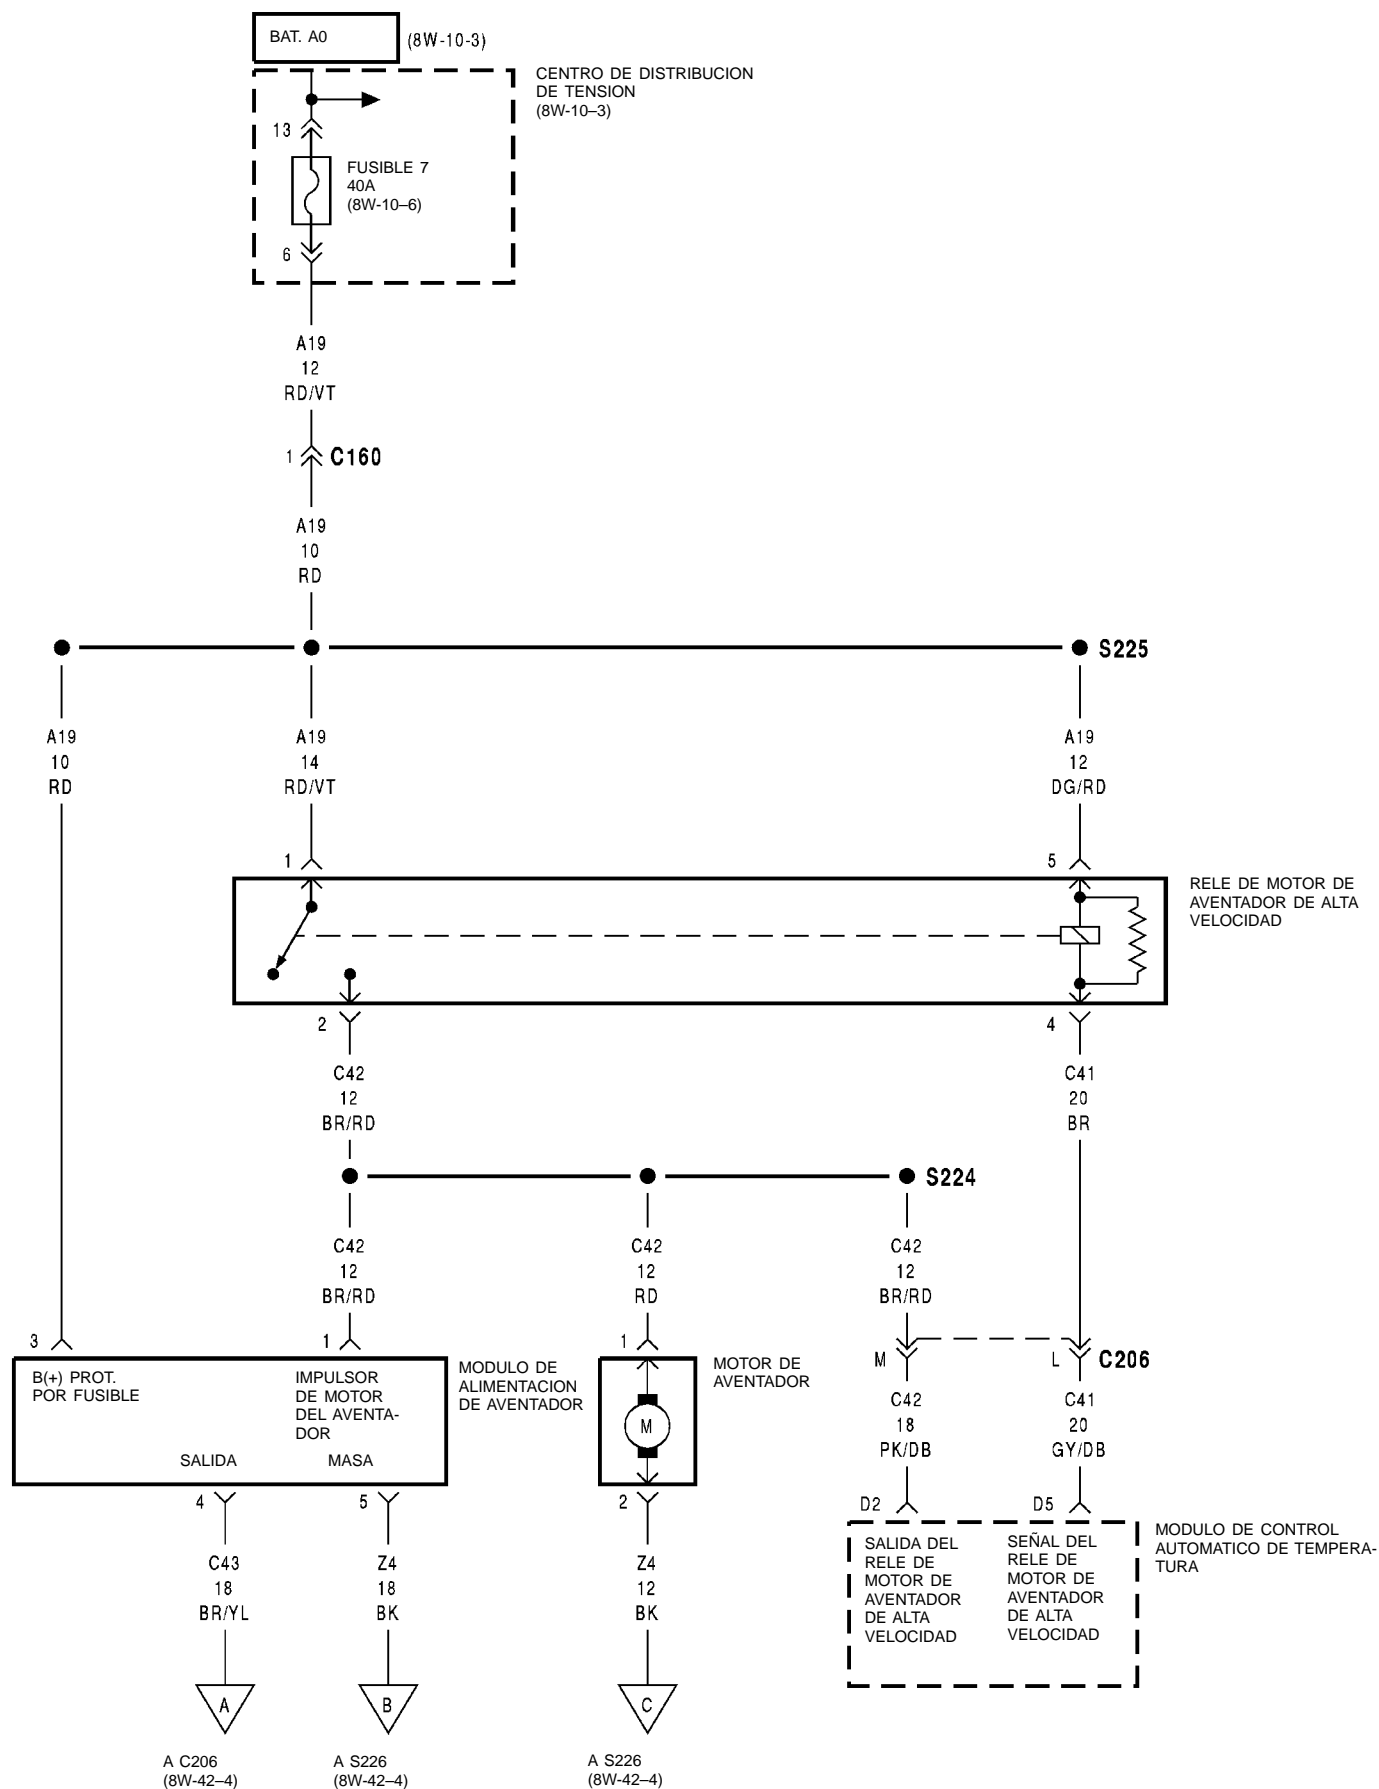 BAT. A0
(8W-10-3)
CENTRO DE DISTRIBUCION
DE TENSION
(8W-10–3)
13
FUSIBLE 7
40A
(8W-10–6)
6
A19
12
RD/VT
1
C160
A19
10
RD
S225
A19
10
RD
A19
14
RD/VT
A19
12
DG/RD
1
5
RELE DE MOTOR DE
AVENTADOR DE ALTA
VELOCIDAD
2
4
C42
12
BR/RD
C41
20
BR
S224
C42
12
BR/RD
C42
12
RD
C42
12
BR/RD
3
1
1
M
L
C206
B(+) PROT.
POR FUSIBLE
IMPULSOR
DE MOTOR
DEL AVENTA-
DOR
SALIDA
MASA
MODULO DE
ALIMENTACION
DE AVENTADOR
MOTOR DE
AVENTADOR
M
C42
18
PK/DB
C41
20
GY/DB
4
5
2
D2
D5
C43
18
BR/YL
Z4
18
BK
Z4
12
BK
SALIDA DEL
RELE DE
MOTOR DE
AVENTADOR
DE ALTA
VELOCIDAD
SEÑAL DEL
RELE DE
MOTOR DE
AVENTADOR
DE ALTA
VELOCIDAD
MODULO DE CONTROL
AUTOMATICO DE TEMPERA-
TURA
A
B
C
A C206
(8W-42–4)
A S226
(8W-42–4)
A S226
(8W-42–4)